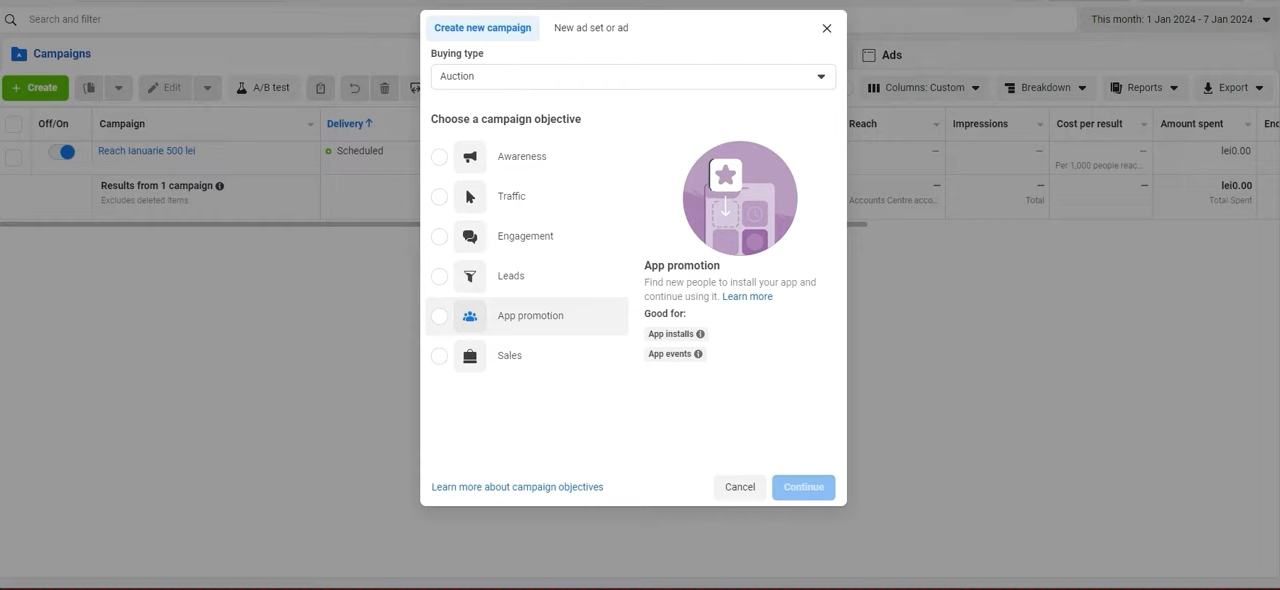 Search and filter
This month: 1 Jan 2024 - 7 Jan 2024
Campaigns
Ads
+ Create
Edit
A/B test
Columns: Custom
Breakdown
Reports
Export
Off/On
Campaign
Delivery
Reach
Impressions
Cost per result
Amount spent
Reach Ianuarie 500 lei
Scheduled
—
—
—
lei0.00
Per 1,000 people reac...
Results from 1 campaign
—
—
—
lei0.00
Excludes deleted items
Accounts Centre acco...
Total
Total Spent
Create new campaign
New ad set or ad
Buying type
Auction
Choose a campaign objective
Awareness
Traffic
Engagement
Leads
App promotion
Sales
App promotion
Find new people to install your app and
continue using it. Learn more
Good for:
App installs
App events
Learn more about campaign objectives
Cancel
Continue